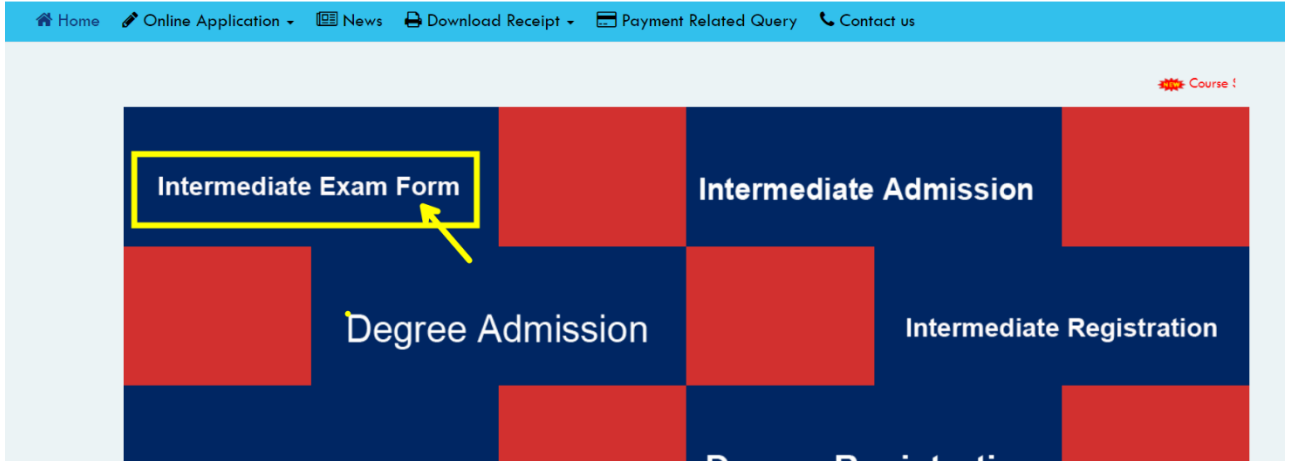 Home Online Application News Download Receipt Payment Related Query Contact us
NEW Course
Intermediate Exam Form
Intermediate Admission
Degree Admission
Intermediate Registration